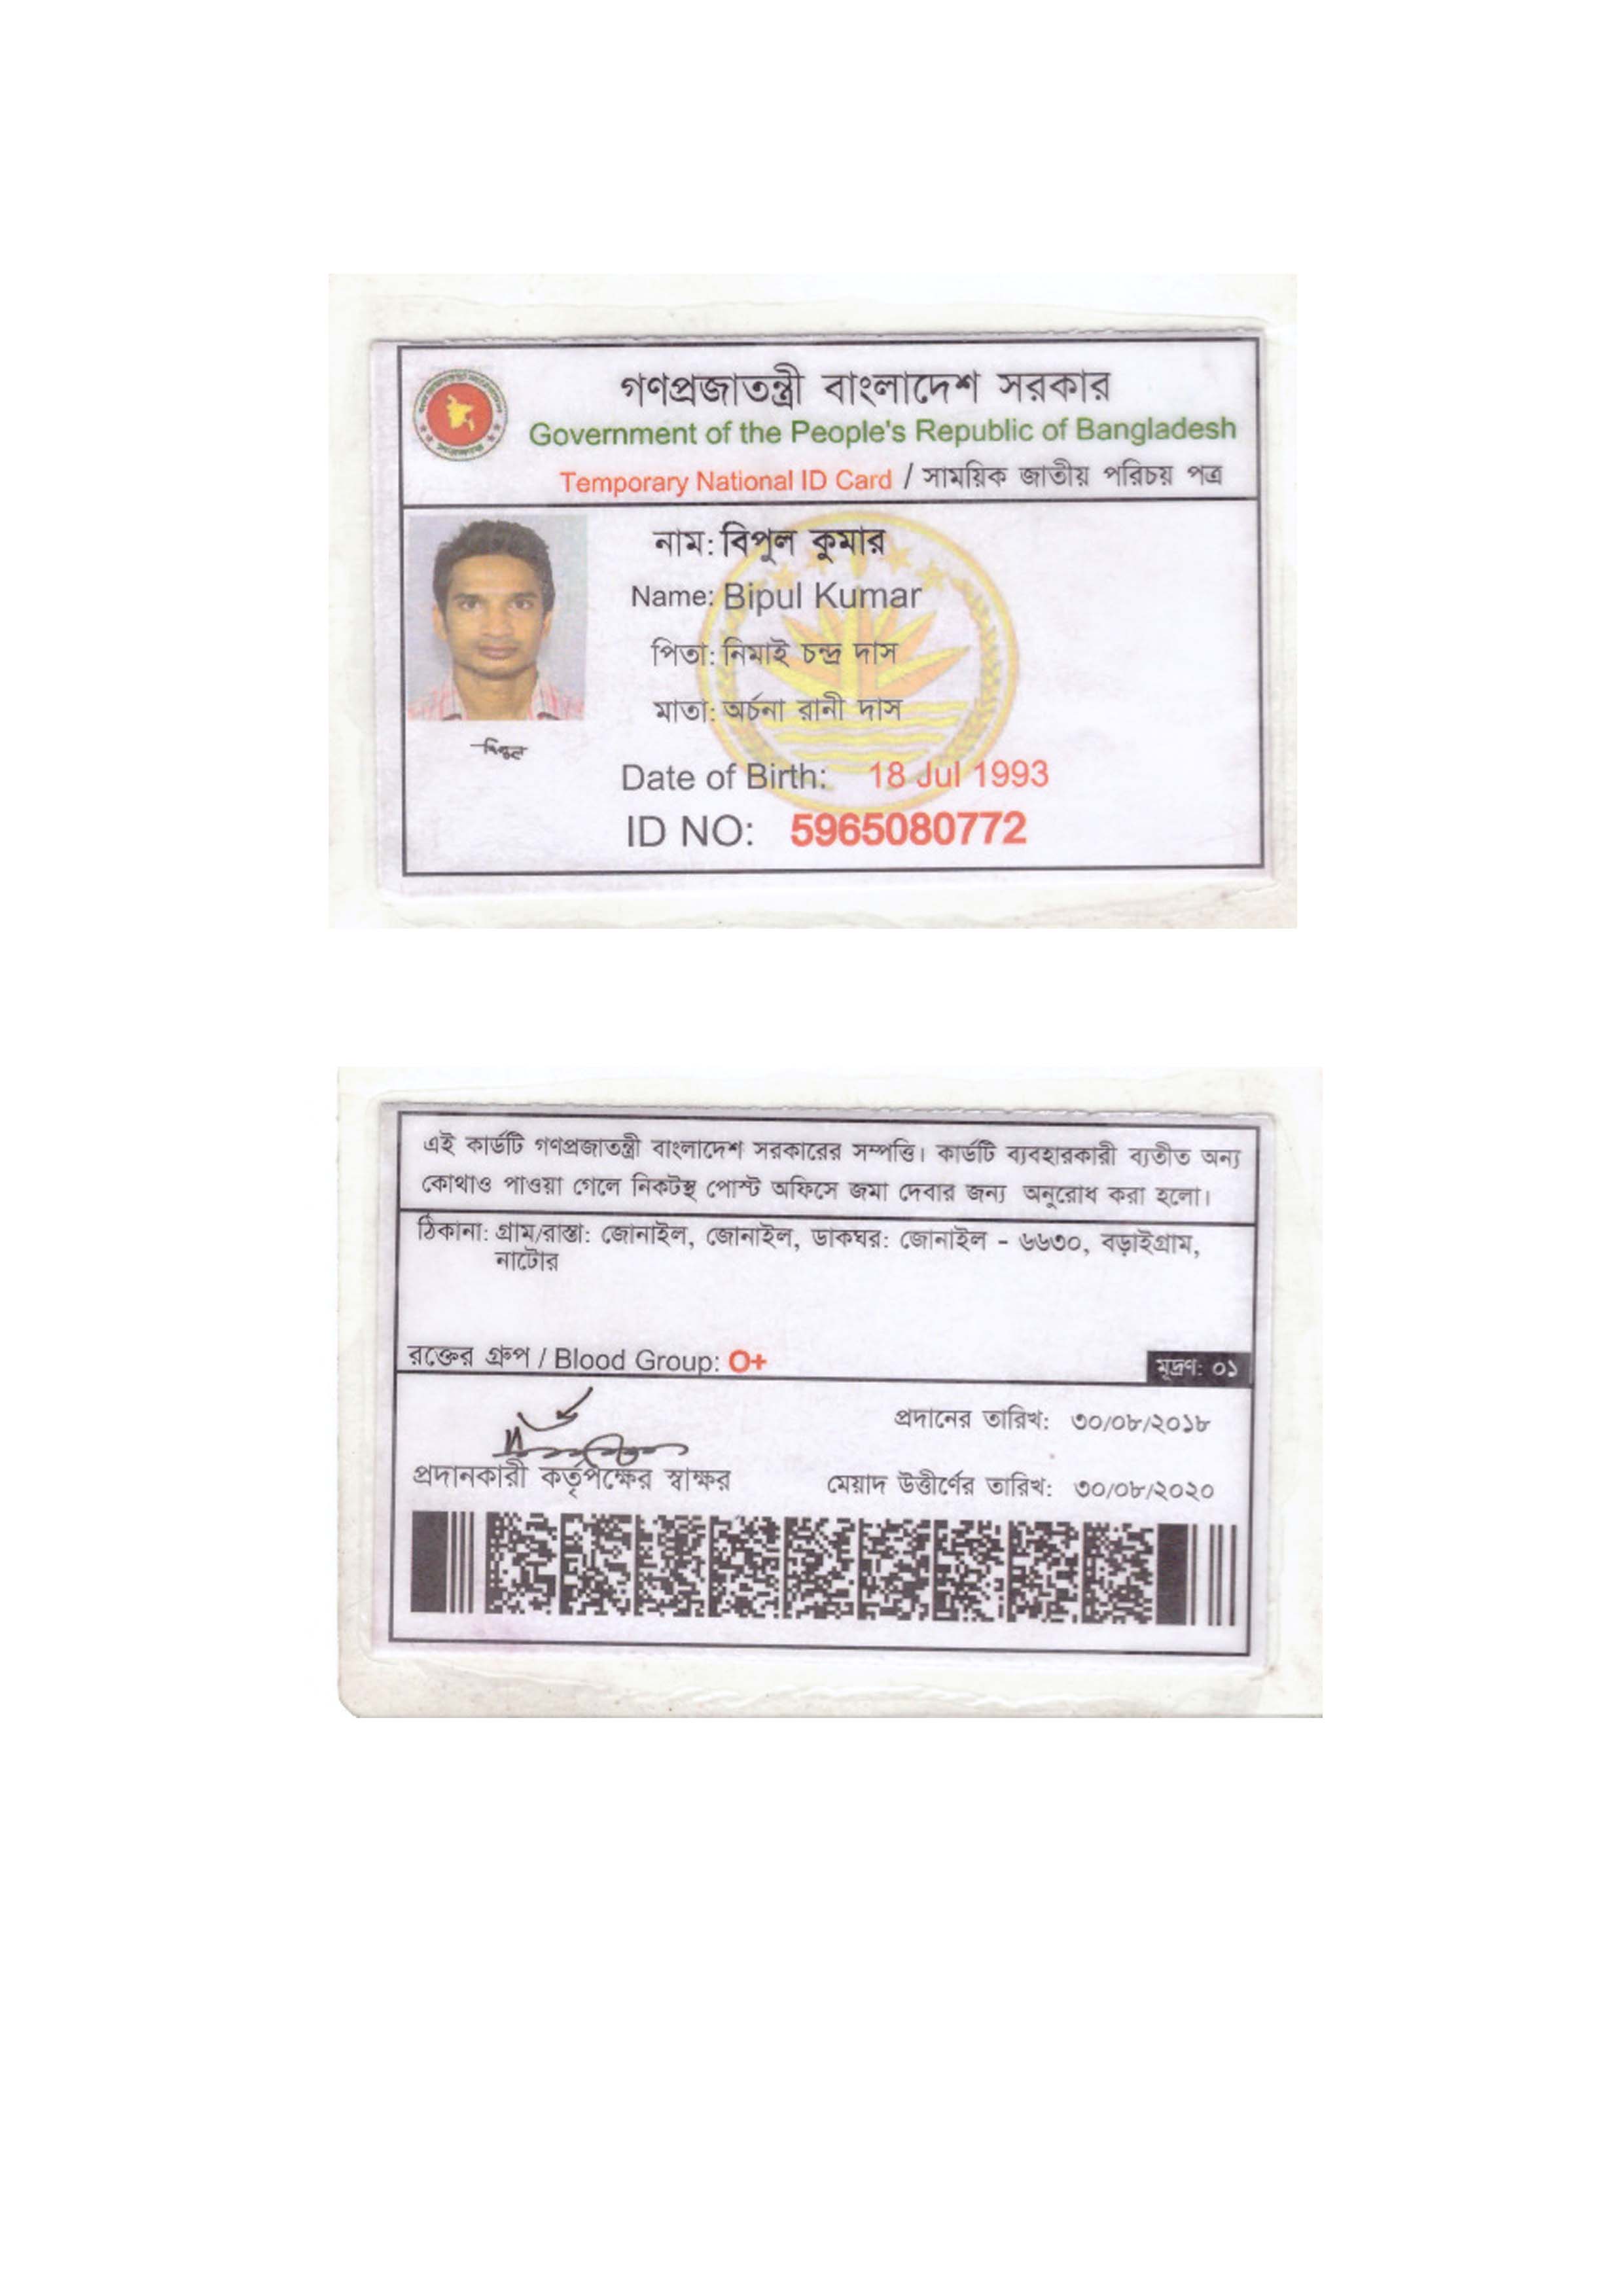 গণপ্রজাতন্ত্রী বাংলাদেশ সরকার
Government of the People's Republic of Bangladesh
Temporary National ID Card / সাময়িক জাতীয় পরিচয় পত্র
নাম: বিপুল কুমার
Name: Bipul Kumar
পিতা: নিমাই চন্দ্র দাস
মাতা: অর্চনা রানী দাস
বিপুল
Date of Birth: 18 Jul 1993
ID NO: 5965080772
এই কার্ডটি গণপ্রজাতন্ত্রী বাংলাদেশ সরকারের সম্পত্তি। কার্ডটি ব্যবহারকারী ব্যতীত অন্য
কোথাও পাওয়া গেলে নিকটস্থ পোস্ট অফিসে জমা দেবার জন্য অনুরোধ করা হলো।
ঠিকানা: গ্রাম/রাস্তা: জোনাইল, জোনাইল, ডাকঘর: জোনাইল - ৬৬৩০, বড়াইগ্রাম,
নাটোর
রক্তের গ্রুপ / Blood Group: O+
মূদ্রণ: ০১
প্রদানের তারিখ: ৩০/০৮/২০১৮
প্রদানকারী কর্তৃপক্ষের স্বাক্ষর
মেয়াদ উত্তীর্ণের তারিখ: ৩০/০৮/২০২০